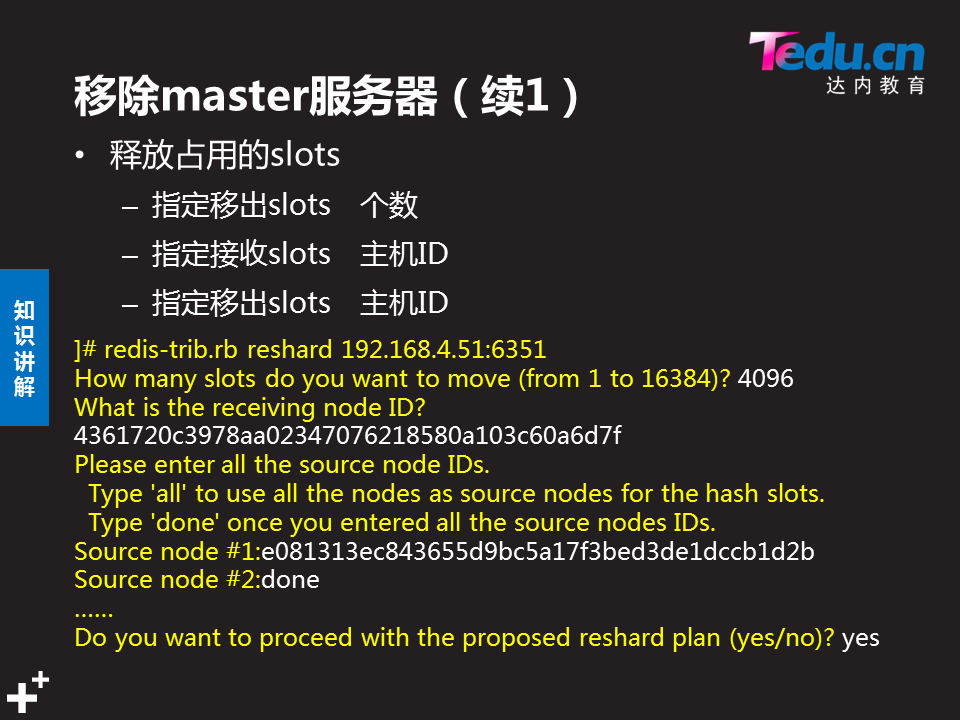 Tedu.cn
达内教育
移除master服务器（续1）
• 释放占用的slots
– 指定移出slots 个数
– 指定接收slots 主机ID
– 指定移出slots 主机ID
知识讲解
]# redis-trib.rb reshard 192.168.4.51:6351
How many slots do you want to move (from 1 to 16384)? 4096
What is the receiving node ID?
4361720c3978aa02347076218580a103c60a6d7f
Please enter all the source node IDs.
Type 'all' to use all the nodes as source nodes for the hash slots.
Type 'done' once you entered all the source nodes IDs.
Source node #1:e081313ec843655d9bc5a17f3bed3de1dccb1d2b
Source node #2:done
……
Do you want to proceed with the proposed reshard plan (yes/no)? yes